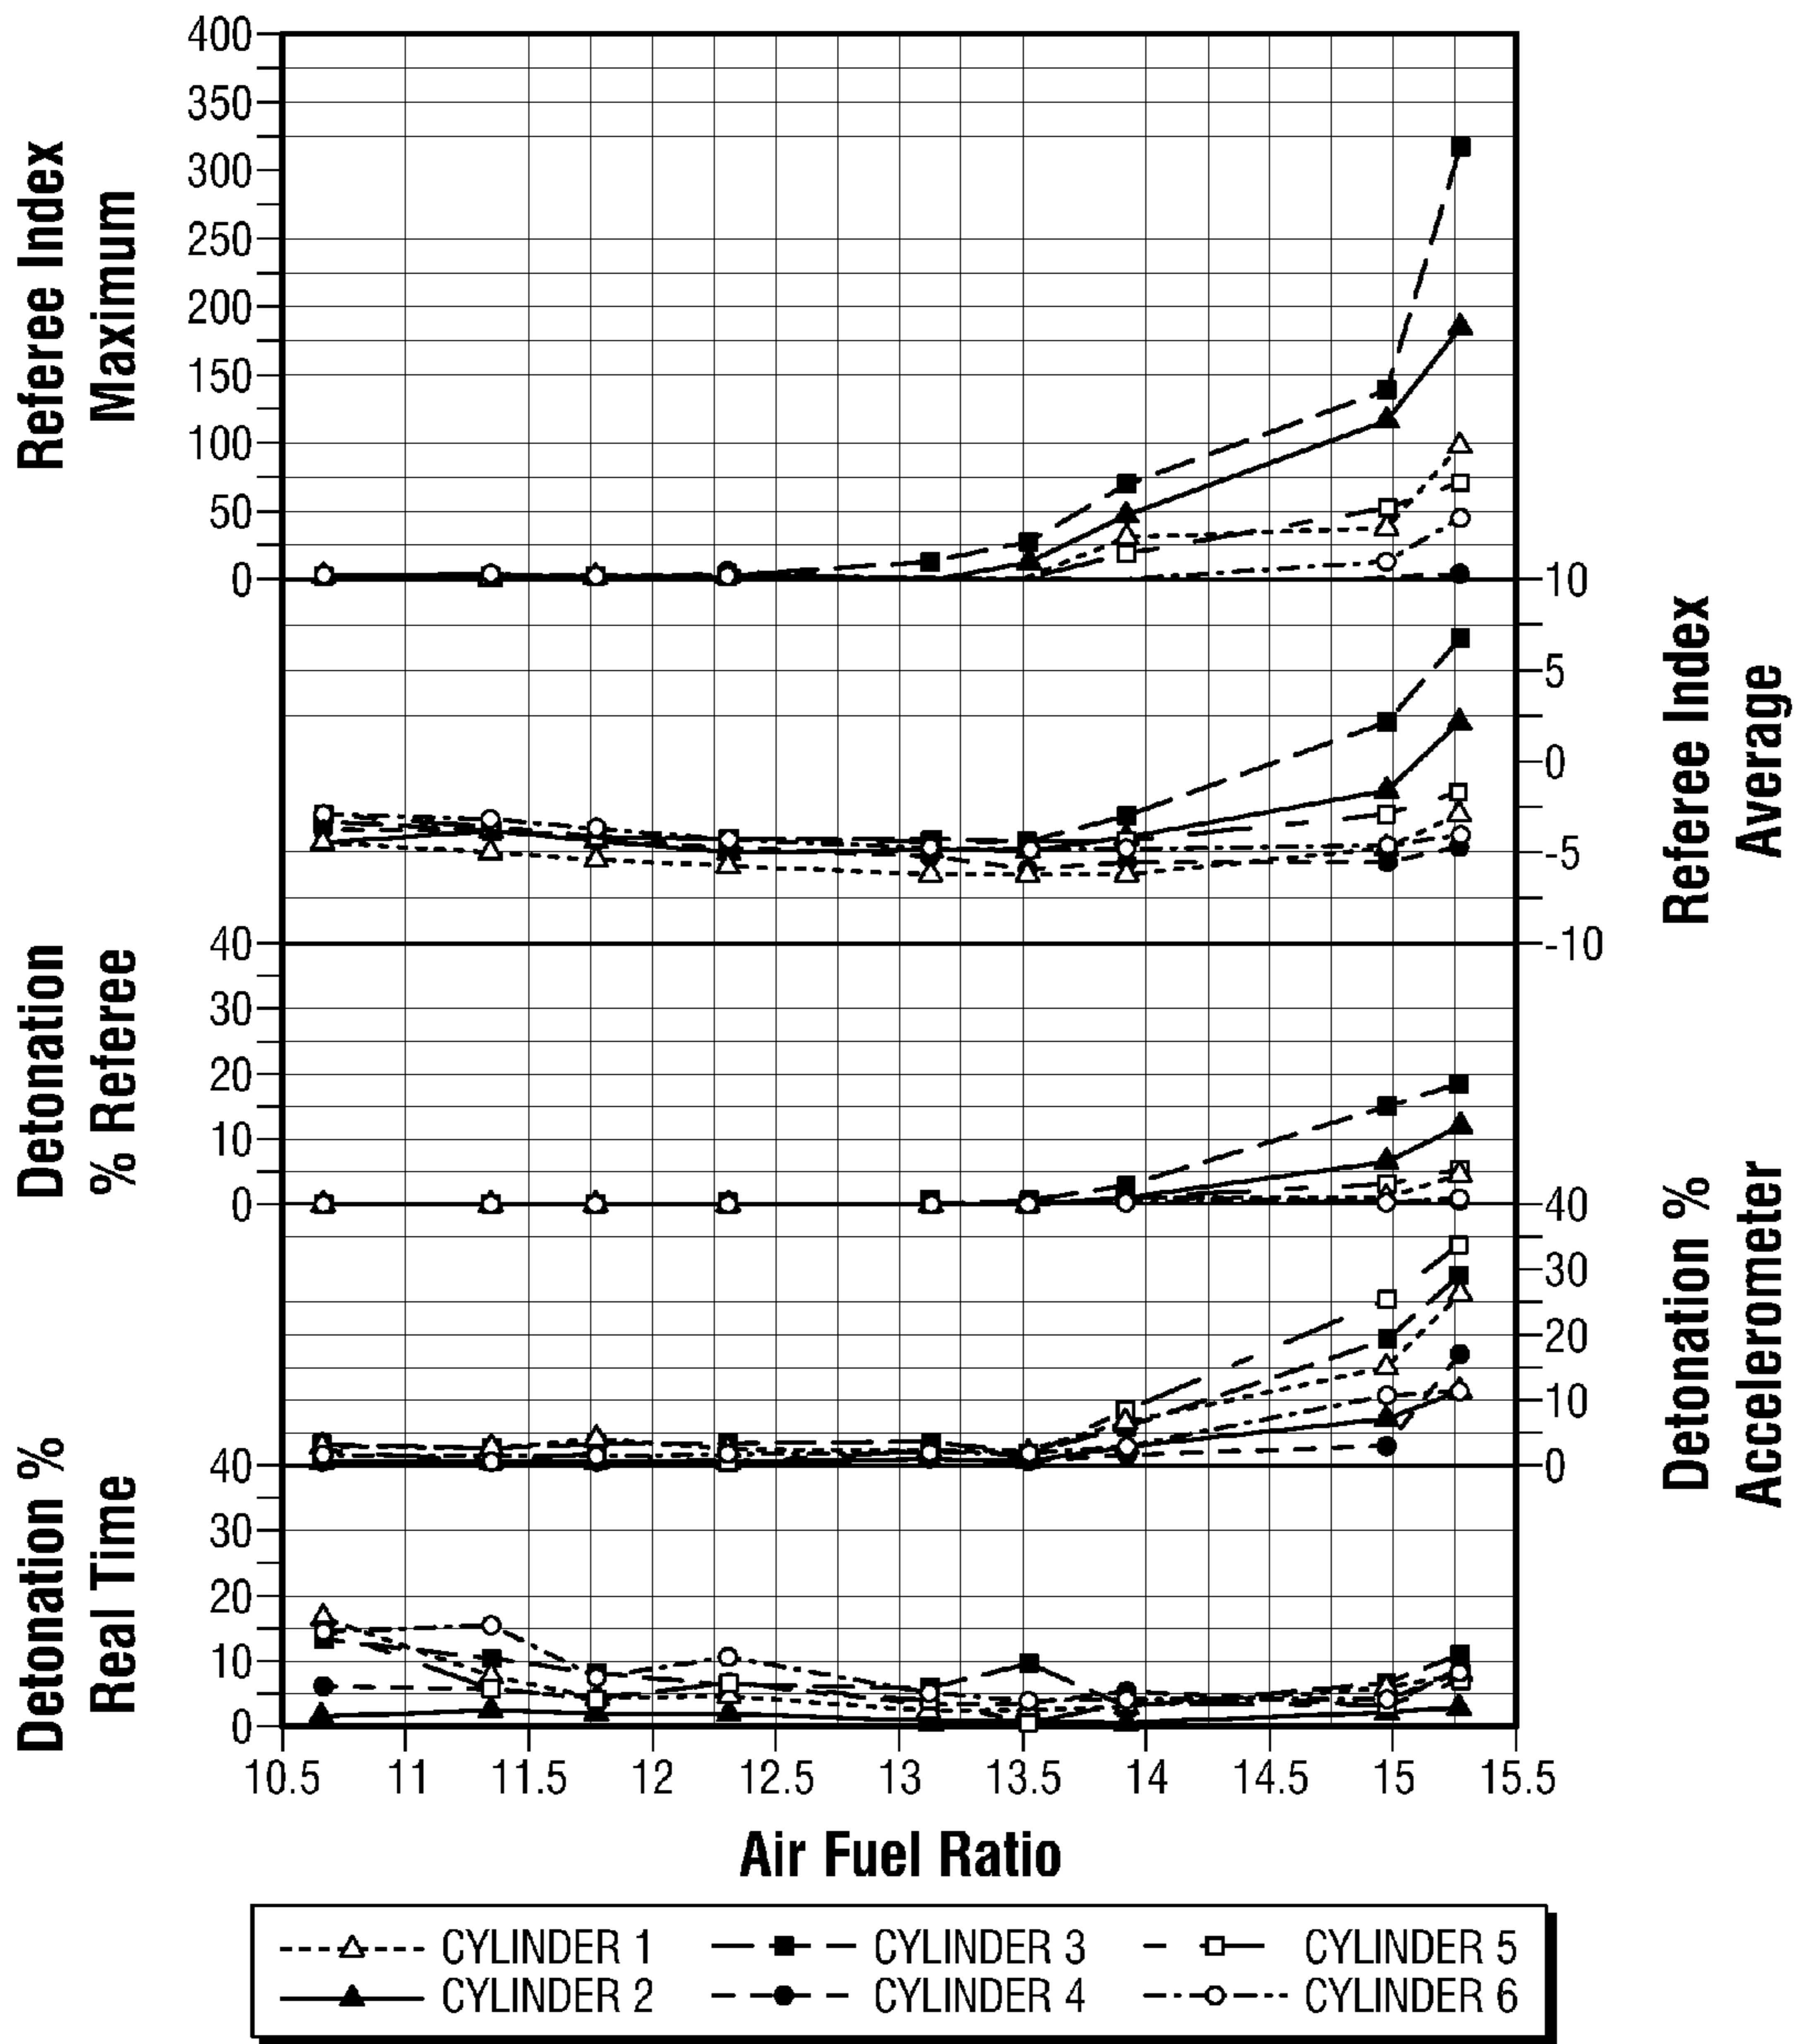 Referee Index
Maximum
400
350
300
250
200
150
100
50
0
Referee Index
Average
10
5
0
-5
-10
Detonation
% Referee
40
30
20
10
0
Detonation %
Accelerometer
40
30
20
10
0
Detonation %
Real Time
40
30
20
10
0
10.5 11 11.5 12 12.5 13 13.5 14 14.5 15 15.5
Air Fuel Ratio
CYLINDER 1 CYLINDER 3 CYLINDER 5
CYLINDER 2 CYLINDER 4 CYLINDER 6